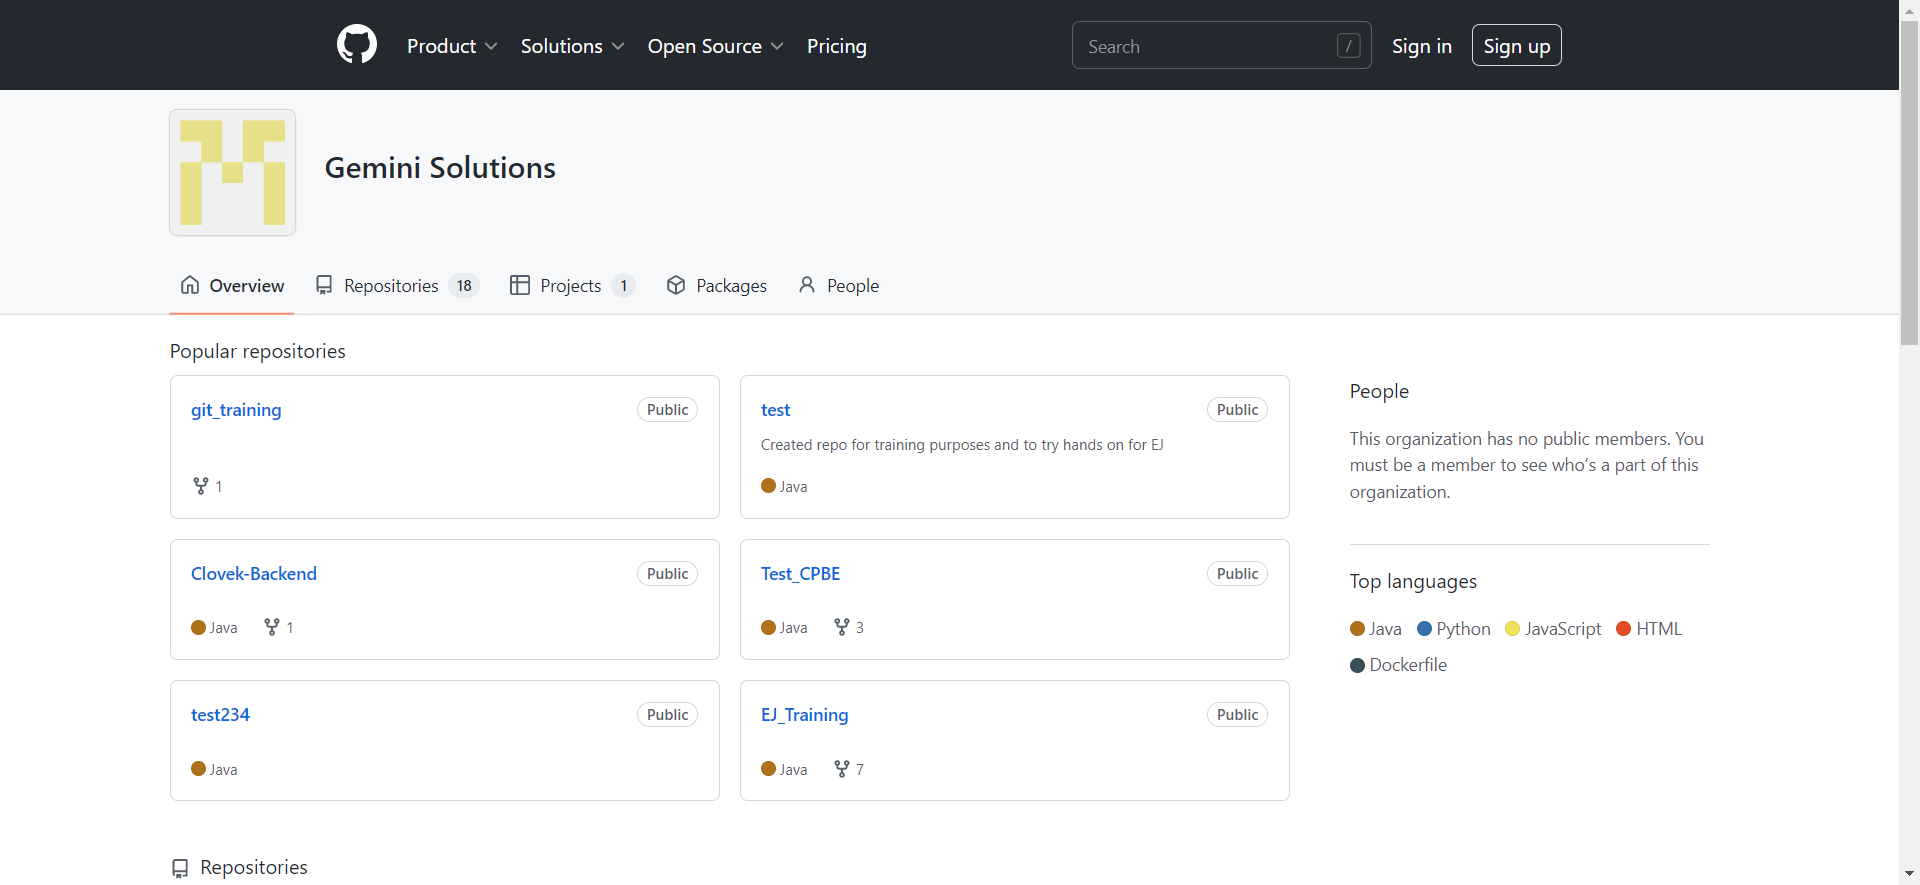 Product Solutions Open Source Pricing Search / Sign in Sign up
Gemini Solutions
Overview Repositories 18 Projects 1 Packages People
Popular repositories
git_training Public
1
test Public
Created repo for training purposes and to try hands on for EJ
Java
Clovek-Backend Public
Java 1
Test_CPBE Public
Java 3
test234 Public
Java
EJ_Training Public
Java 7
People
This organization has no public members. You
must be a member to see who’s a part of this
organization.
Top languages
Java Python JavaScript HTML
Dockerfile
Repositories